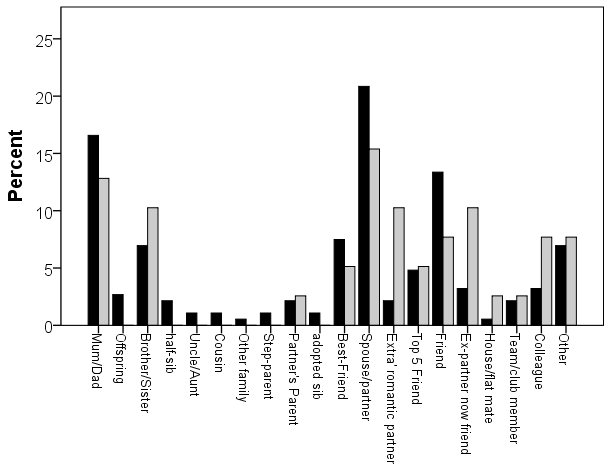 Percent
25
20
15
10
5
0
Mum/Dad
Offspring
Brother/Sister
half-sib
Uncle/Aunt
Cousin
Other family
Step-parent
Partner's Parent
adopted sib
Best-Friend
Spouse/partner
Extra' romantic partner
Top 5 Friend
Friend
Ex-partner now friend
House/flat mate
Team/club member
Colleague
Other